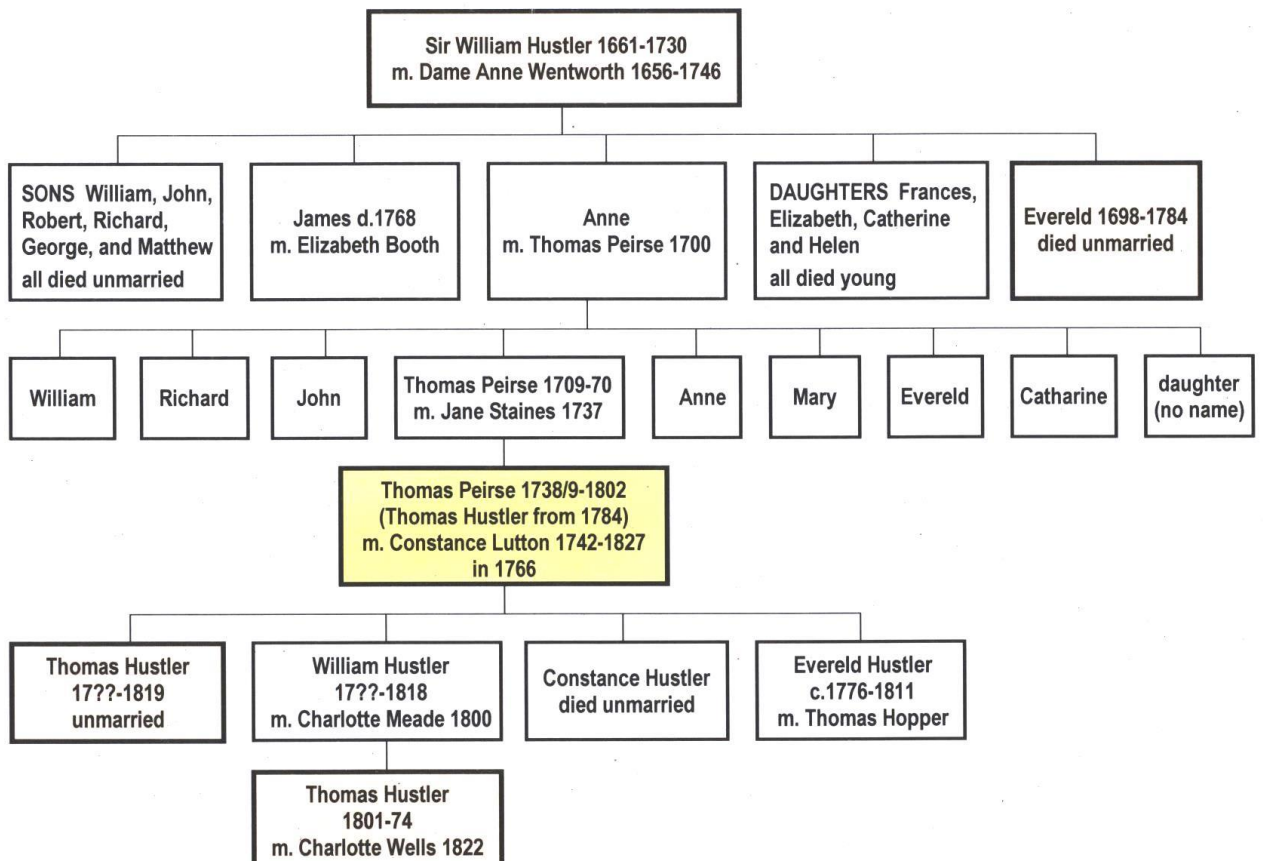 Sir William Hustler 1661-1730
m. Dame Anne Wentworth 1656-1746
SONS William, John,
Robert, Richard,
George, and Matthew
all died unmarried
James d.1768
m. Elizabeth Booth
Anne
m. Thomas Peirse 1700
DAUGHTERS Frances,
Elizabeth, Catherine
and Helen
all died young
Evereld 1698-1784
died unmarried
William
Richard
John
Thomas Peirse 1709-70
m. Jane Staines 1737
Anne
Mary
Evereld
Catharine
daughter
(no name)
Thomas Peirse 1738/9-1802
(Thomas Hustler from 1784)
m. Constance Lutton 1742-1827
in 1766
Thomas Hustler
17??-1819
unmarried
William Hustler
17??-1818
m. Charlotte Meade 1800
Constance Hustler
died unmarried
Evereld Hustler
c.1776-1811
m. Thomas Hopper
Thomas Hustler
1801-74
m. Charlotte Wells 1822